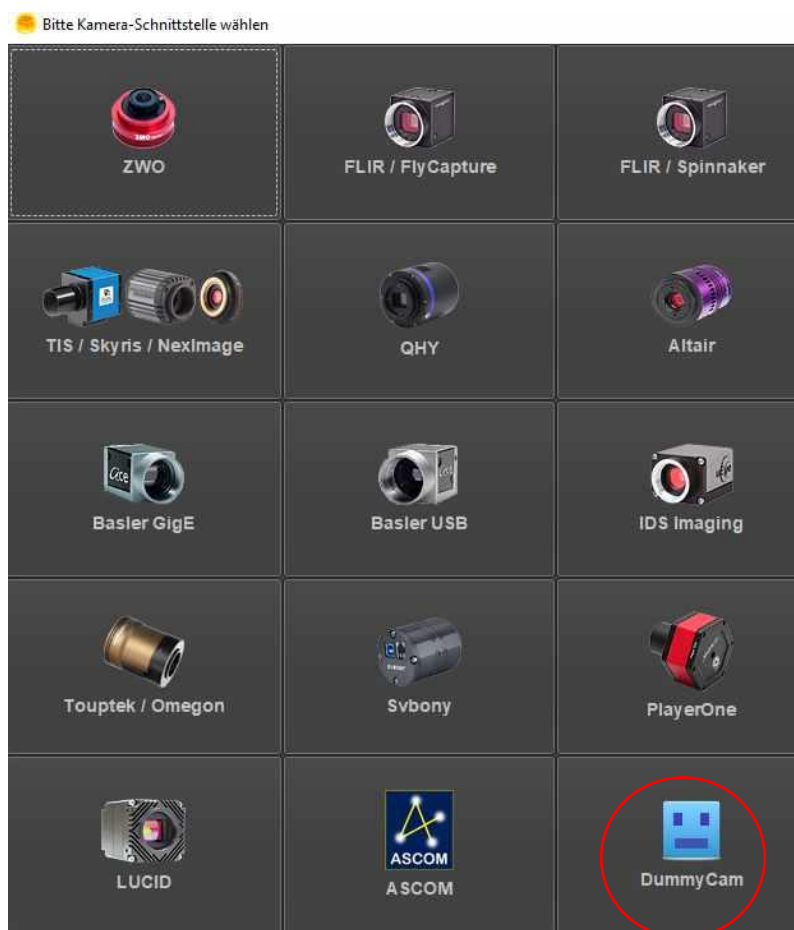 Bitte Kamera-Schnittstelle wählen
ZWO
FLIR / FlyCapture
FLIR / Spinnaker
TIS / Skyris / NexImage
QHY
Altair
Basler GigE
Basler USB
IDS Imaging
Touptek / Omegon
Svbony
PlayerOne
LUCID
ASCOM
ASCOM
DummyCam